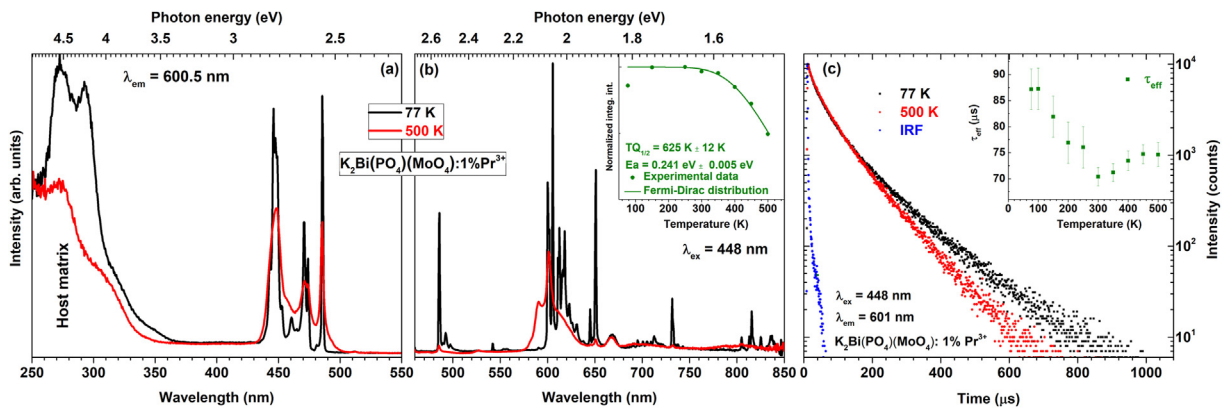 Photon energy (eV)
4.5 4 3.5 3 2.5
λem = 600.5 nm
(a)
77 K
500 K
K2Bi(PO4)(MoO4):1%Pr3+
Host matrix
Intensity (arb. units)
250 300 350 400 450 500 550
Wavelength (nm)
Photon energy (eV)
2.6 2.4 2.2 2 1.8 1.6
(b)
Normalized integ. int.
TQ1/2 = 625 K ± 12 K
Ea = 0.241 eV ± 0.005 eV
Experimental data
Fermi-Dirac distribution
100 200 300 400 500
Temperature (K)
λex = 448 nm
500 550 600 650 700 750 800 850
Wavelength (nm)
(c)
77 K
500 K
IRF
τeff (μs)
90
85
80
75
70
τeff
100 200 300 400 500
Temperature (K)
λex = 448 nm
λem = 601 nm
K2Bi(PO4)(MoO4): 1% Pr3+
10^4
10^3
10^2
10^1
Intensity (counts)
0 200 400 600 800 1000
Time (μs)